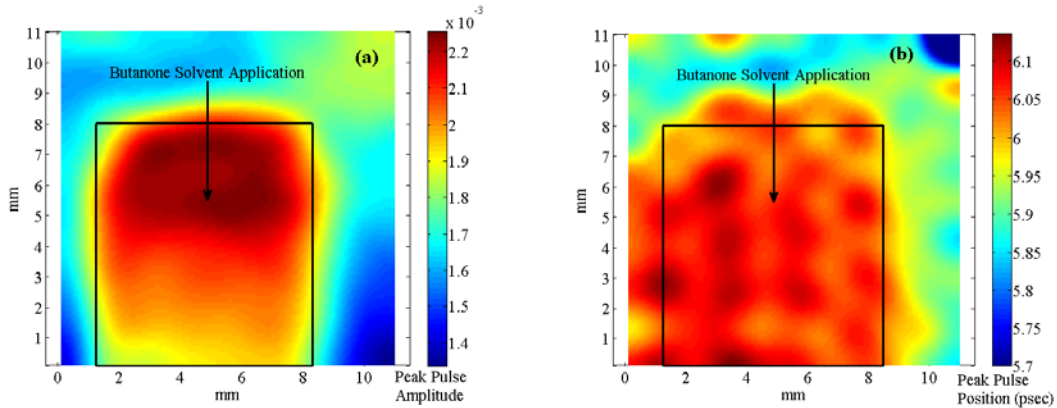 x 10⁻³
(a)
Butanone Solvent Application
11
10
9
8
7
6
5
4
3
2
1
mm
0 2 4 6 8 10
mm
2.2
2.1
2
1.9
1.8
1.7
1.6
1.5
1.4
Peak Pulse
Amplitude
(b)
Butanone Solvent Application
11
10
9
8
7
6
5
4
3
2
1
mm
0 2 4 6 8 10
mm
6.1
6.05
6
5.95
5.9
5.85
5.8
5.75
5.7
Peak Pulse
Position (psec)